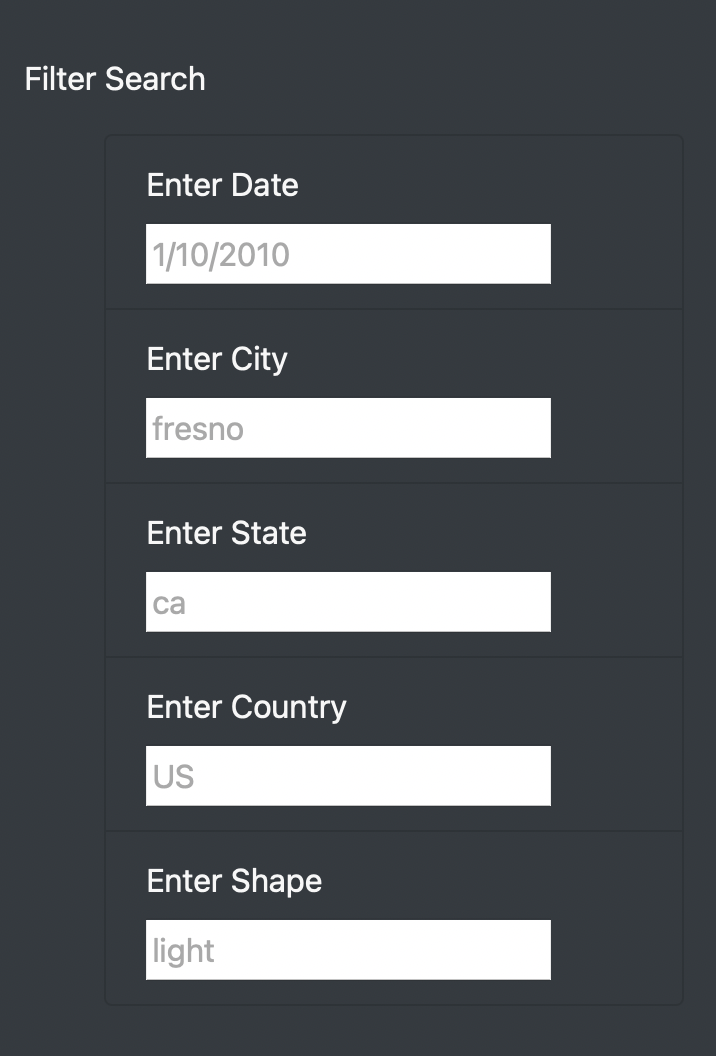 Filter Search
Enter Date
1/10/2010
Enter City
fresno
Enter State
ca
Enter Country
US
Enter Shape
light